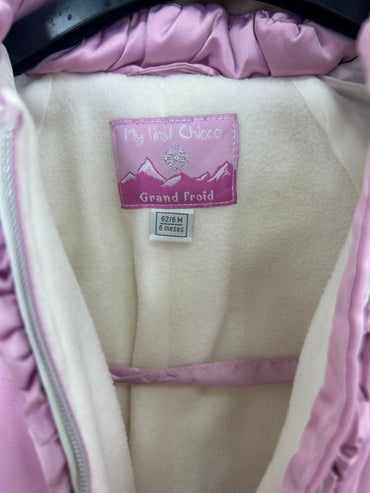 My First Chicco
Grand Froid
62/6 M
6 meses